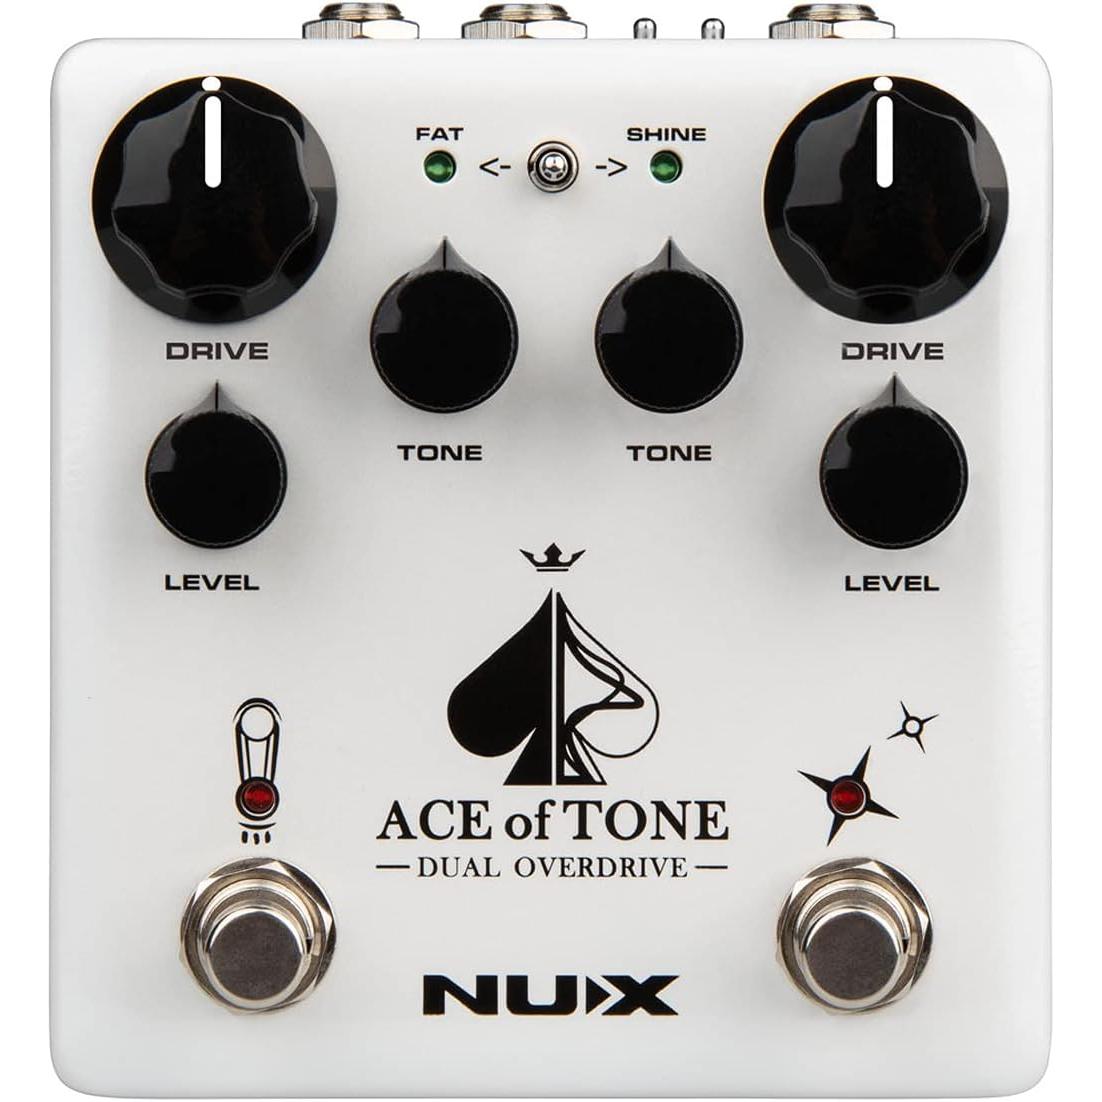 FAT
SHINE
<- ->
DRIVE
DRIVE
TONE
TONE
LEVEL
LEVEL
ACE of TONE
— DUAL OVERDRIVE —
NUX